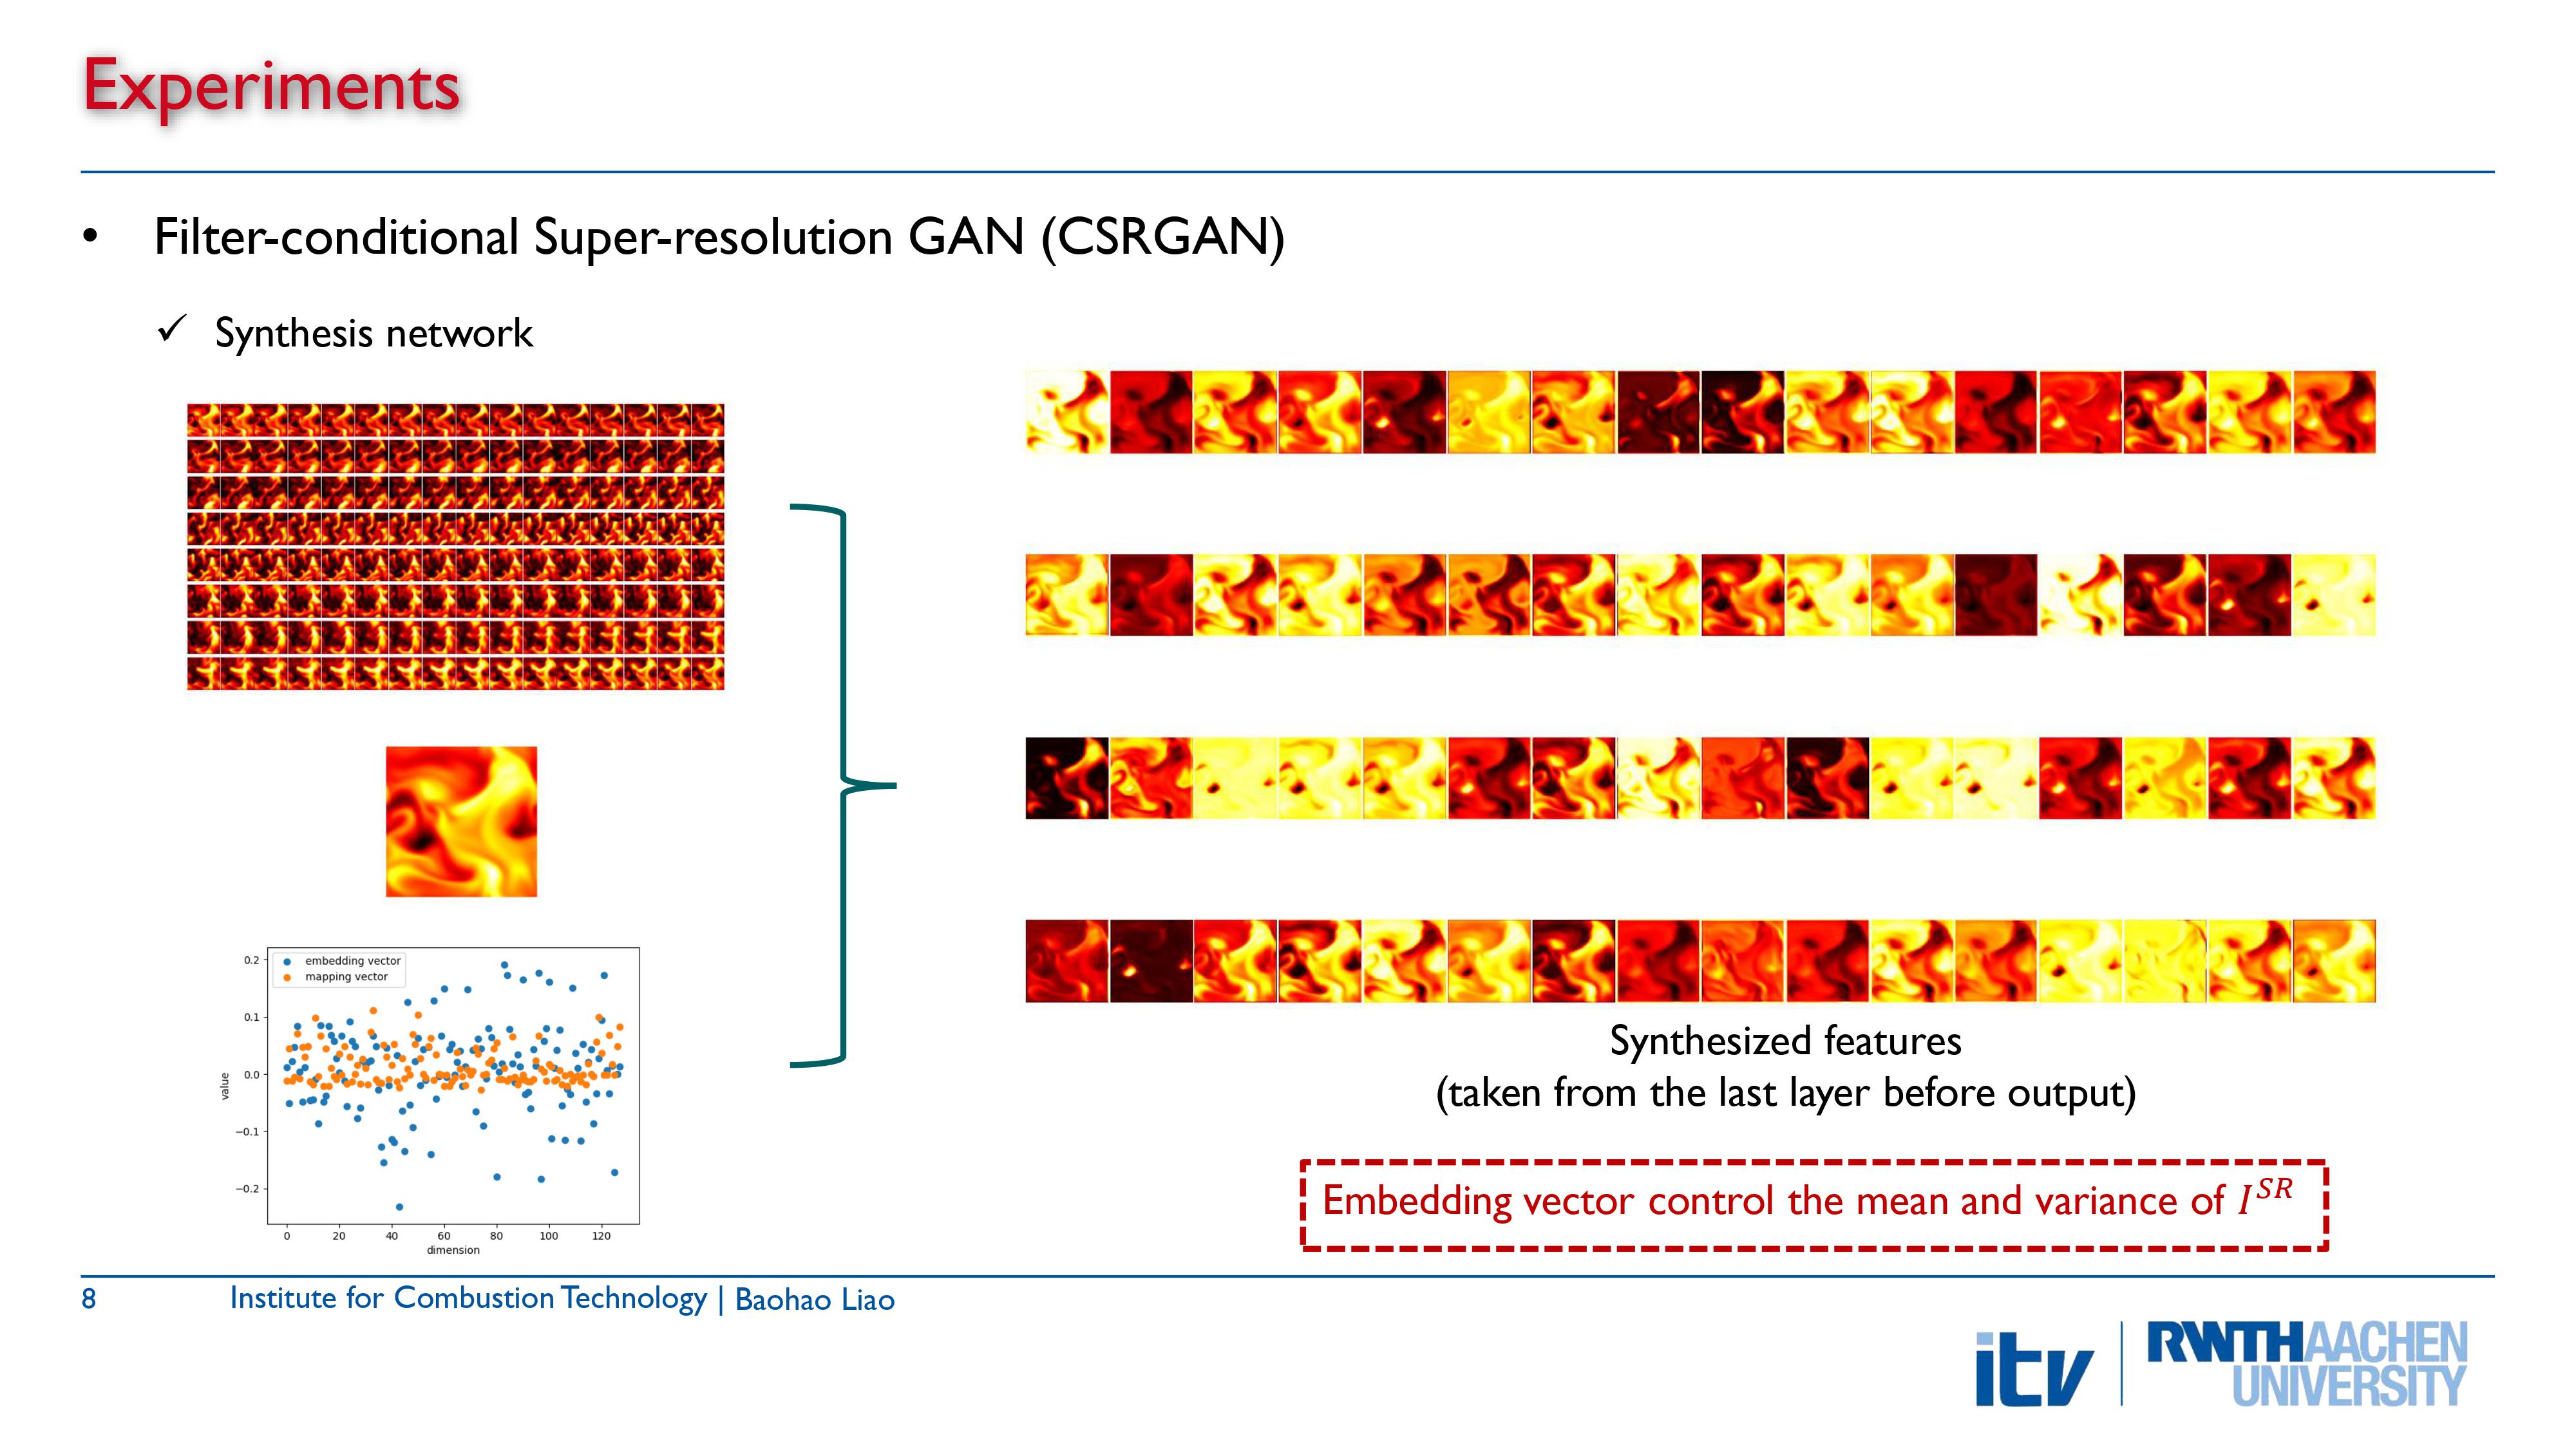 Experiments
• Filter-conditional Super-resolution GAN (CSRGAN)
✓ Synthesis network
embedding vector
mapping vector
0.2
0.1
0.0
−0.1
−0.2
value
0 20 40 60 80 100 120
dimension
Synthesized features
(taken from the last layer before output)
Embedding vector control the mean and variance of I^{SR}
8 Institute for Combustion Technology | Baohao Liao
itv RWTHAACHEN
UNIVERSITY